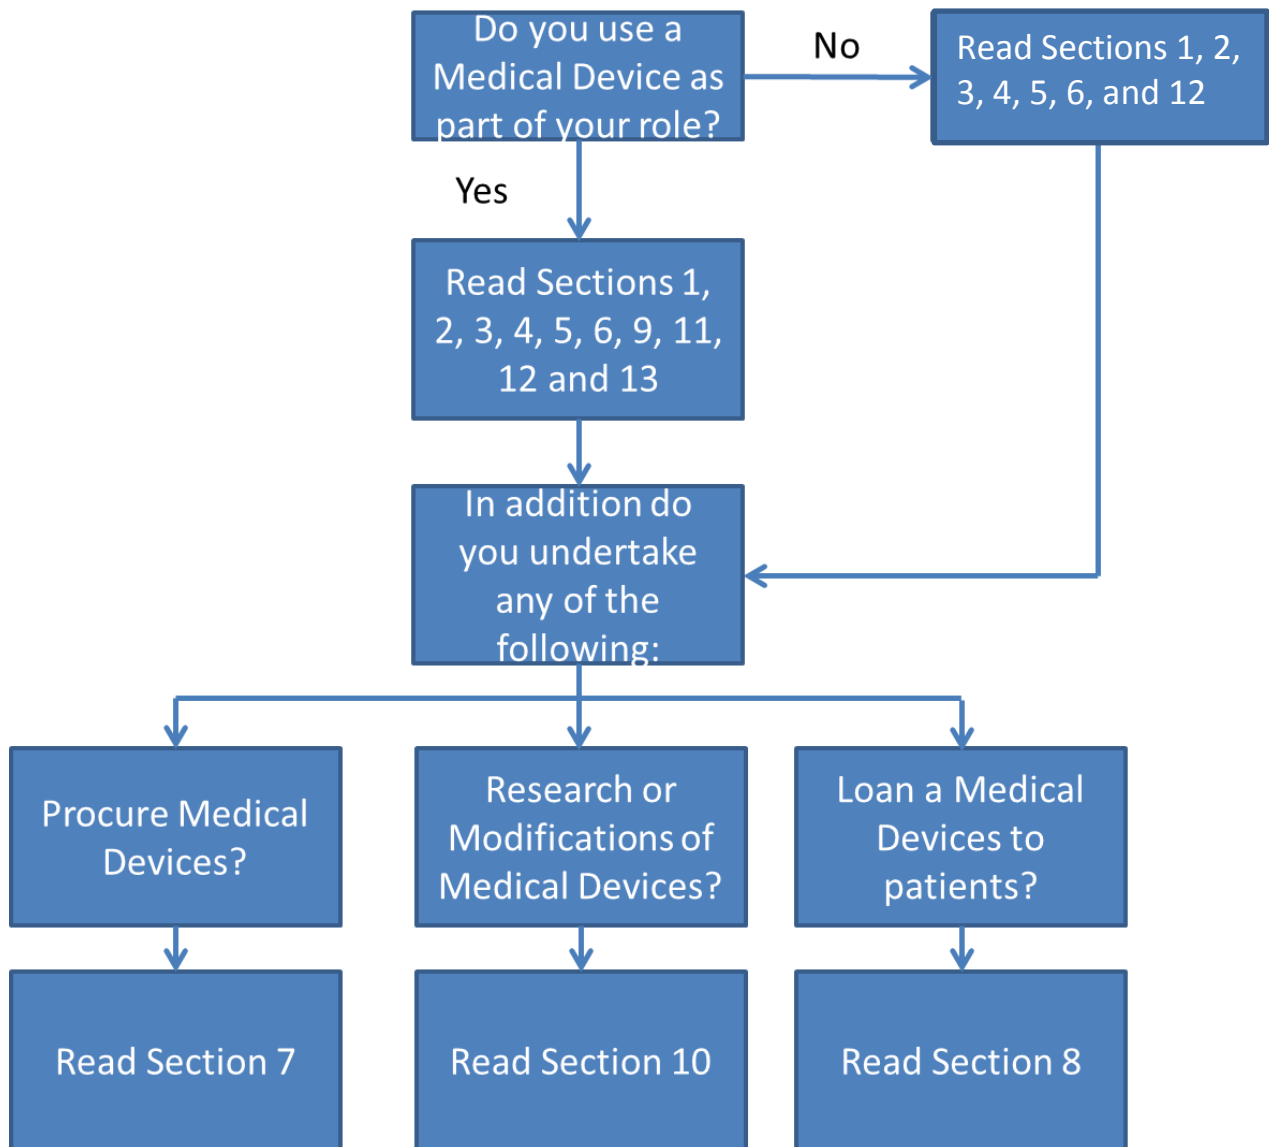 Do you use a
Medical Device as
part of your role?
No
Read Sections 1, 2,
3, 4, 5, 6, and 12
Yes
Read Sections 1,
2, 3, 4, 5, 6, 9, 11,
12 and 13
In addition do
you undertake
any of the
following:
Procure Medical
Devices?
Research or
Modifications of
Medical Devices?
Loan a Medical
Devices to
patients?
Read Section 7
Read Section 10
Read Section 8